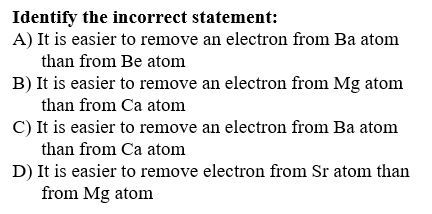 Identify the incorrect statement:
A) It is easier to remove an electron from Ba atom
than from Be atom
B) It is easier to remove an electron from Mg atom
than from Ca atom
C) It is easier to remove an electron from Ba atom
than from Ca atom
D) It is easier to remove electron from Sr atom than
from Mg atom